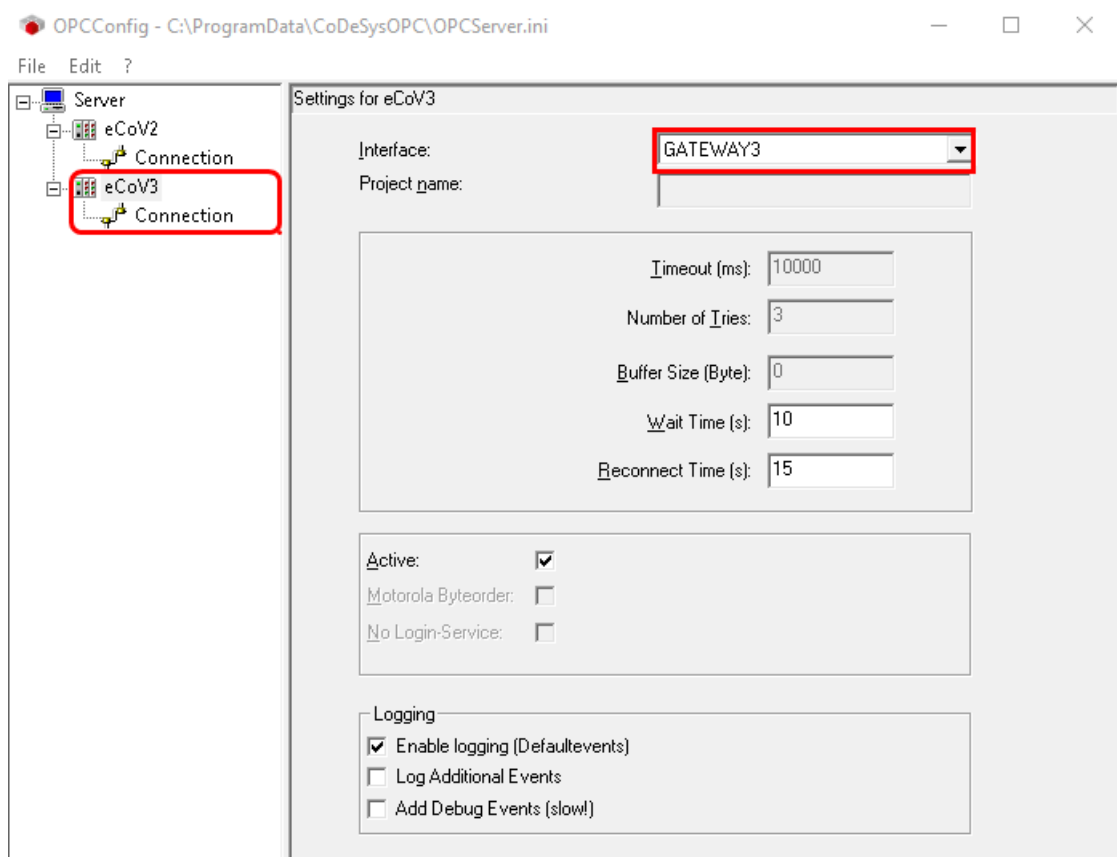 OPCConfig - C:\ProgramData\CoDeSysOPC\OPCServer.ini
File Edit ?
Server
eCoV2
Connection
eCoV3
Connection
Settings for eCoV3
Interface: GATEWAY3
Project name:
Timeout (ms): 10000
Number of Tries: 3
Buffer Size (Byte): 0
Wait Time (s): 10
Reconnect Time (s): 15
Active:
Motorola Byteorder:
No Login-Service:
Logging
Enable logging (Defaultevents)
Log Additional Events
Add Debug Events (slow!)